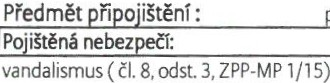 Předmět připojištění :
Pojištěná nebezpečí:
vandalismus ( čl. 8, odst. 3, ZPP-MP 1/15)